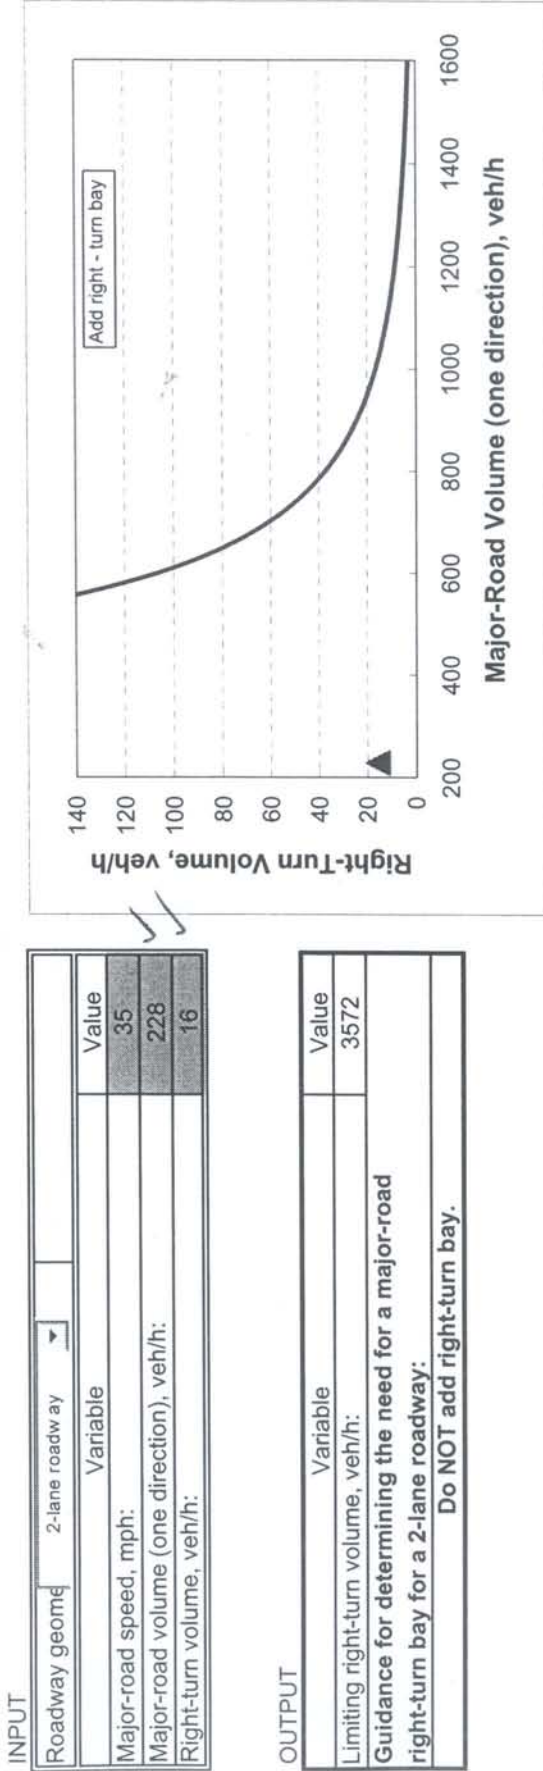 INPUT
Roadway geome 2-lane roadway
Variable Value
Major-road speed, mph: 35
Major-road volume (one direction), veh/h: 228
Right-turn volume, veh/h: 16
OUTPUT
Variable Value
Limiting right-turn volume, veh/h: 3572
Guidance for determining the need for a major-road
right-turn bay for a 2-lane roadway:
Do NOT add right-turn bay.
Right-Turn Volume, veh/h
140
120
100
80
60
40
20
0
Add right - turn bay
200 400 600 800 1000 1200 1400 1600
Major-Road Volume (one direction), veh/h